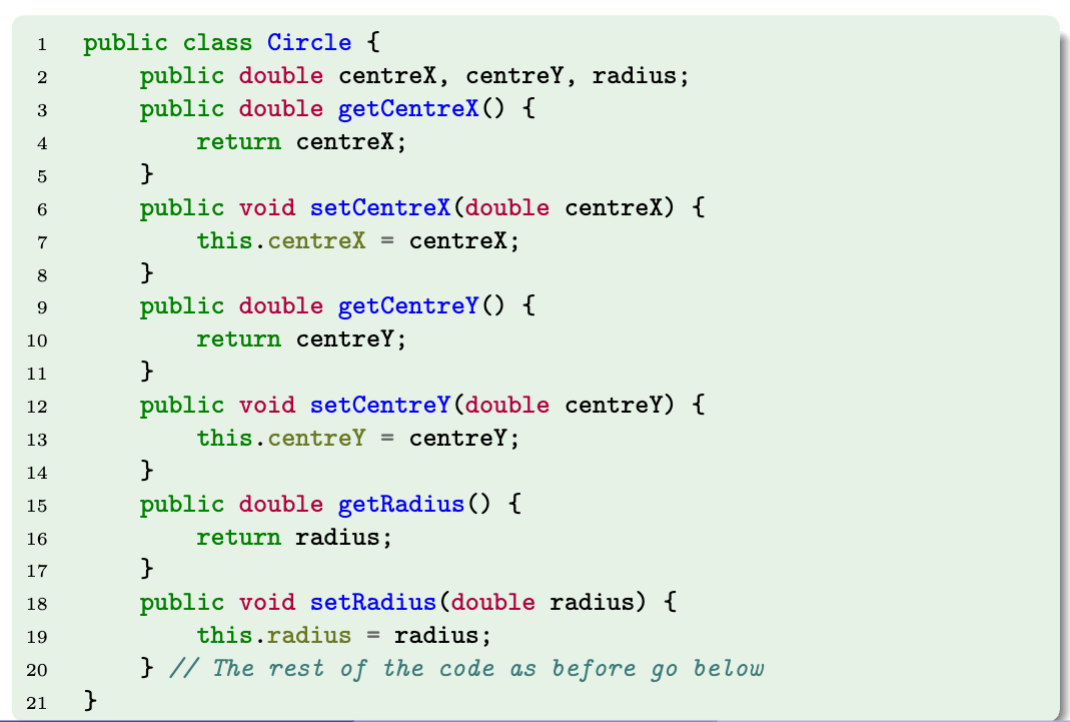 1 public class Circle {
2 public double centreX, centreY, radius;
3 public double getCentreX() {
4 return centreX;
5 }
6 public void setCentreX(double centreX) {
7 this.centreX = centreX;
8 }
9 public double getCentreY() {
10 return centreY;
11 }
12 public void setCentreY(double centreY) {
13 this.centreY = centreY;
14 }
15 public double getRadius() {
16 return radius;
17 }
18 public void setRadius(double radius) {
19 this.radius = radius;
20 } // The rest of the code as before go below
21 }